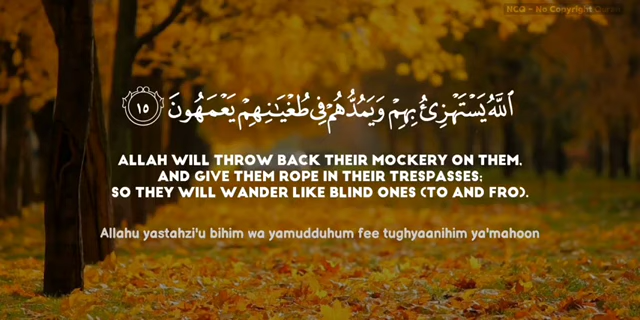 NCQ - No Copyright Quran
ٱللَّهُ يَسْتَهْزِئُ بِهِمْ وَيَمُدُّهُمْ فِى طُغْيَـٰنِهِمْ يَعْمَهُونَ ١٥
ALLAH WILL THROW BACK THEIR MOCKERY ON THEM,
AND GIVE THEM ROPE IN THEIR TRESPASSES;
SO THEY WILL WANDER LIKE BLIND ONES (TO AND FRO).
Allahu yastahzi'u bihim wa yamudduhum fee tughyaanihim ya'mahoon